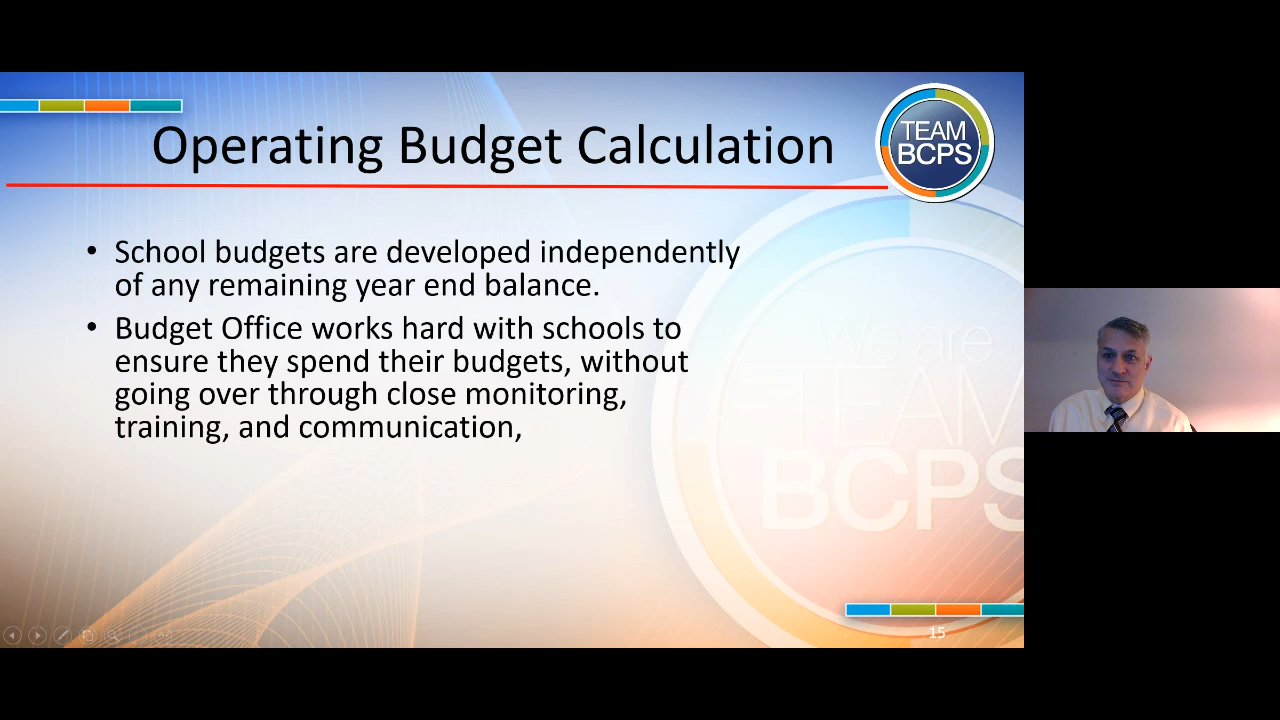 Operating Budget Calculation
TEAM
BCPS
• School budgets are developed independently
of any remaining year end balance.
• Budget Office works hard with schools to
ensure they spend their budgets, without
going over through close monitoring,
training, and communication,
We are
TEAM
BCPS
15